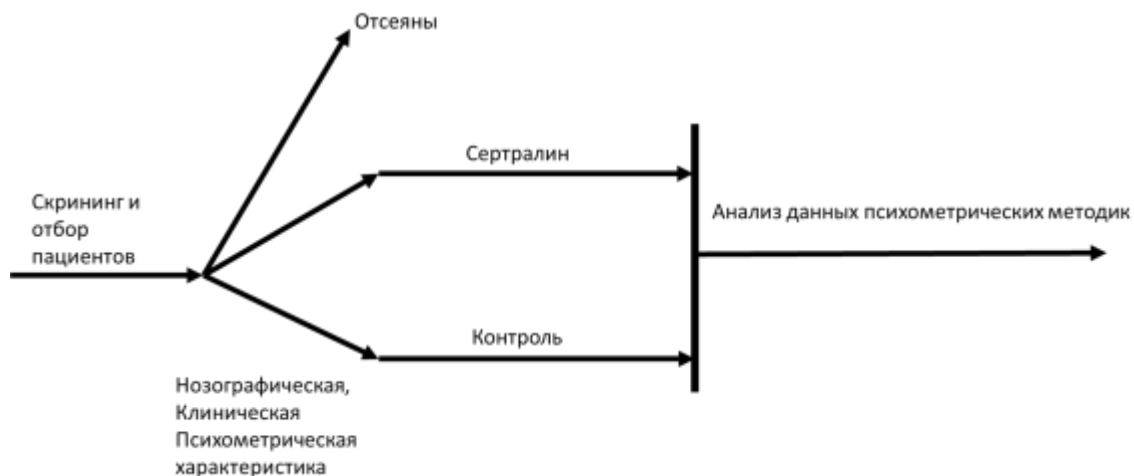 Отсеяны
Сертралин
Скрининг и
отбор
пациентов
Анализ данных психометрических методик
Контроль
Нозографическая,
Клиническая
Психометрическая
характеристика